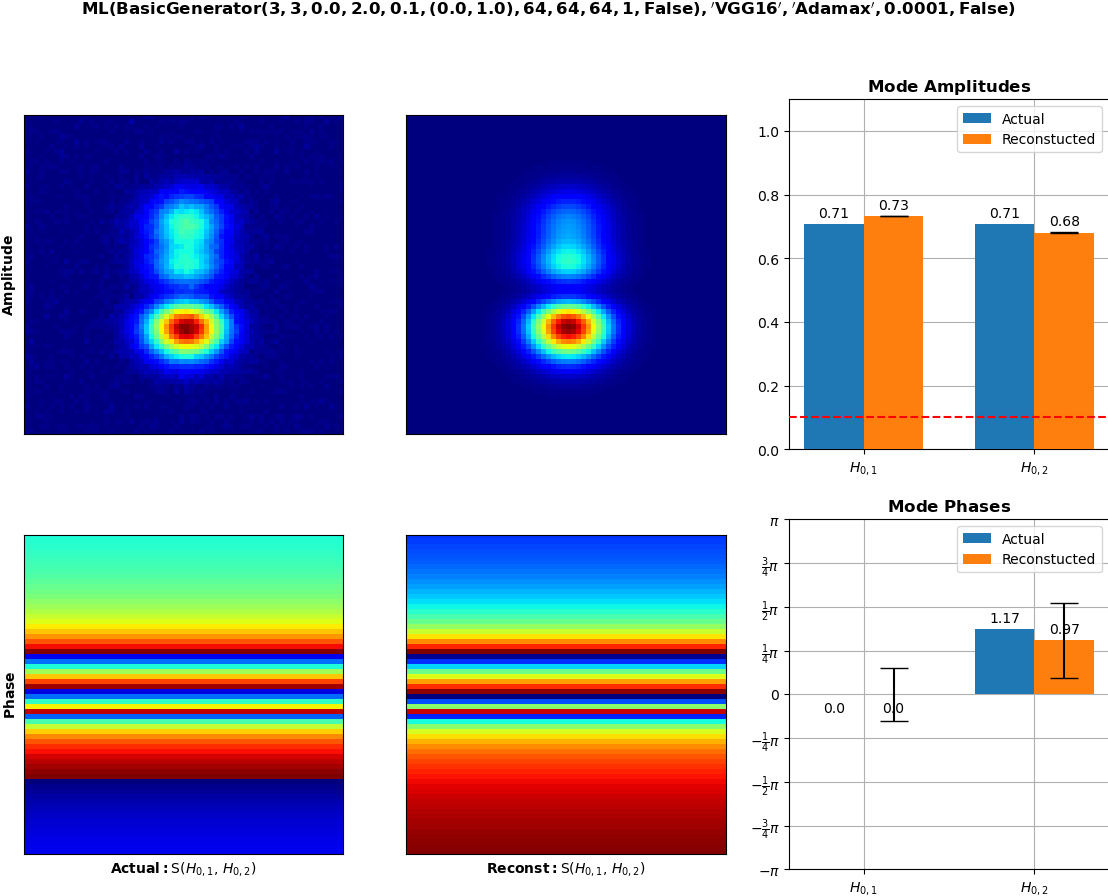 ML(BasicGenerator(3, 3, 0.0, 2.0, 0.1, (0.0, 1.0), 64, 64, 64, 1, False), 'VGG16', 'Adamax', 0.0001, False)
Mode Amplitudes
Amplitude
Actual
Reconstucted
1.0
0.8
0.6
0.4
0.2
0.0
0.71
0.73
0.71
0.68
H0,1
H0,2
Mode Phases
Phase
Actual
Reconstucted
π
3/4π
1/2π
1/4π
0
−1/4π
−1/2π
−3/4π
−π
0.0
0.0
1.17
0.97
H0,1
H0,2
Actual: S(H0,1, H0,2)
Reconst: S(H0,1, H0,2)